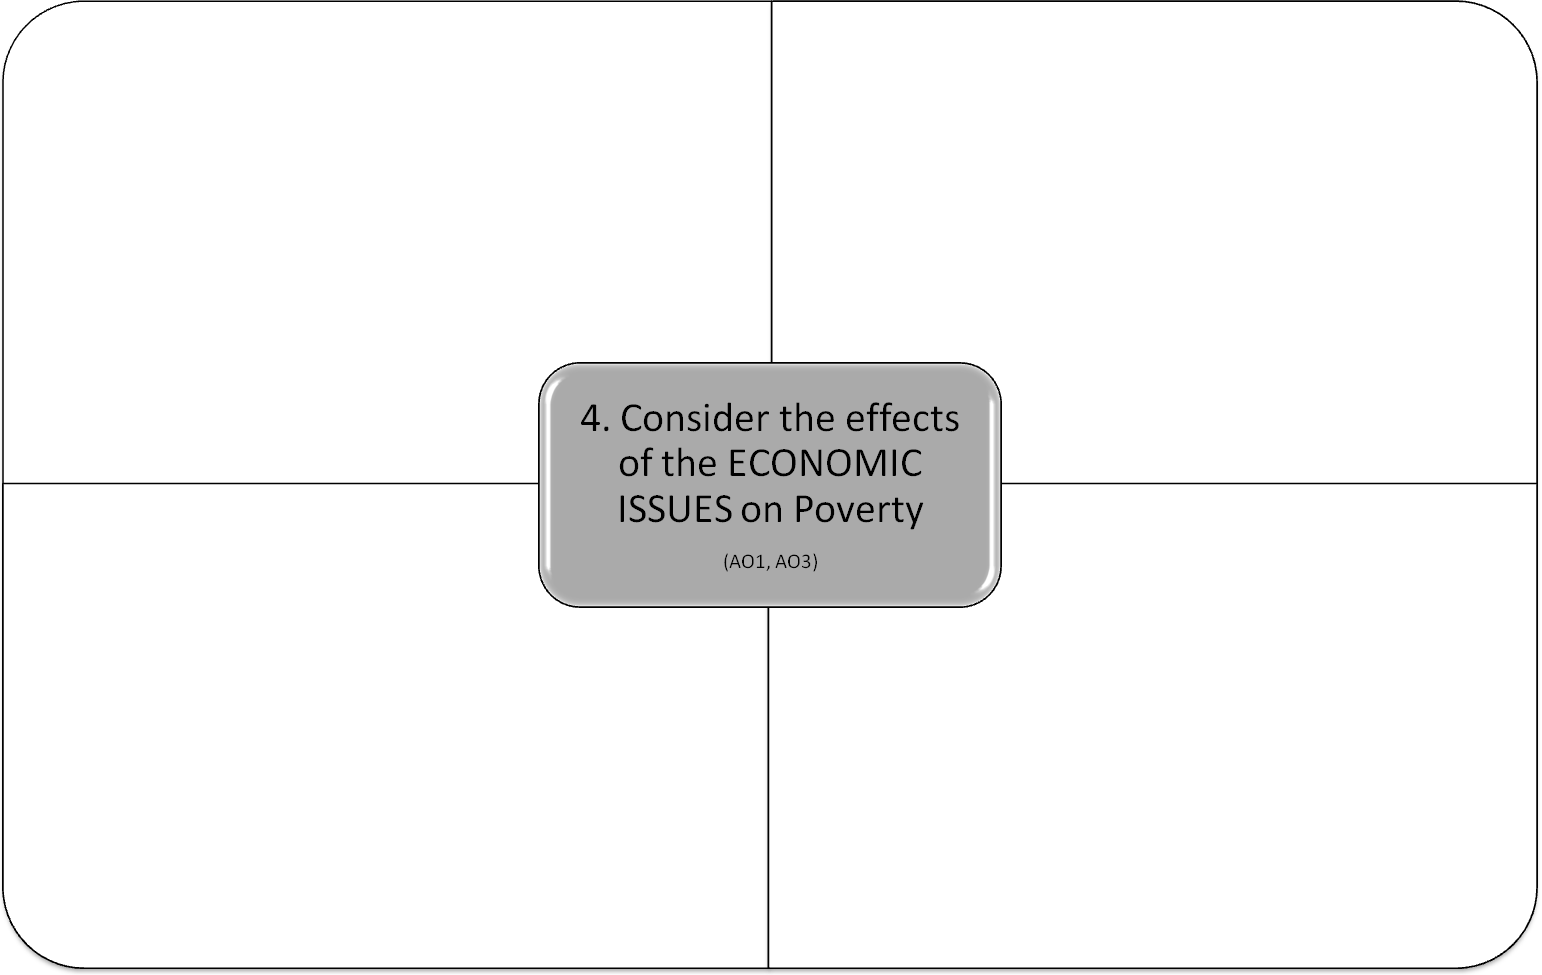 4. Consider the effects
of the ECONOMIC
ISSUES on Poverty
(AO1, AO3)